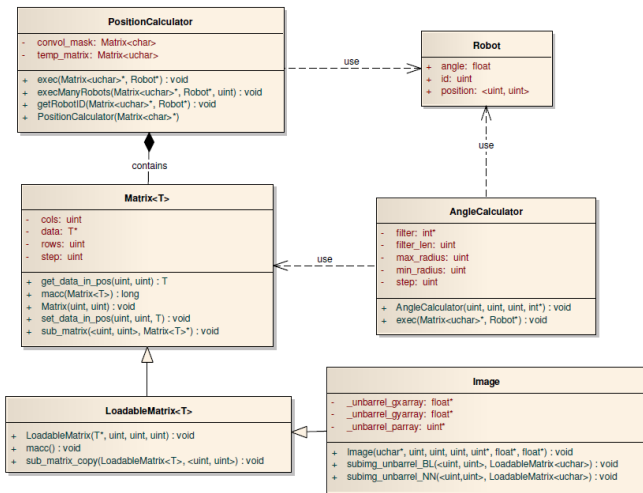 PositionCalculator
- convol_mask: Matrix<char>
- temp_matrix: Matrix<uchar>
+ exec(Matrix<uchar>*, Robot*) : void
+ execManyRobots(Matrix<uchar>*, Robot*, uint) : void
+ getRobotID(Matrix<uchar>*, Robot*) : void
+ PositionCalculator(Matrix<char>*)
use
Robot
+ angle: float
+ id: uint
+ position: <uint, uint>
contains
use
Matrix<T>
- cols: uint
- data: T*
- rows: uint
- step: uint
+ get_data_in_pos(uint, uint) : T
+ macc(Matrix<T>) : long
+ Matrix(uint, uint) : void
+ set_data_in_pos(uint, uint, T) : void
+ sub_matrix(<uint, uint>, Matrix<T>*) : void
use
AngleCalculator
- filter: int*
- filter_len: uint
- max_radius: uint
- min_radius: uint
- step: uint
+ AngleCalculator(uint, uint, uint, int*) : void
+ exec(Matrix<uchar>*, Robot*) : void
LoadableMatrix<T>
+ LoadableMatrix(T*, uint, uint, uint) : void
+ macc() : void
+ sub_matrix_copy(LoadableMatrix<T>, <uint, uint>) : void
Image
- _unbarrel_gxarray: float*
- _unbarrel_gyarray: float*
- _unbarrel_parray: uint*
+ Image(uchar*, uint, uint, uint, uint*, float*, float*) : void
+ subimg_unbarrel_BL(<uint, uint>, LoadableMatrix<uchar>) : void
+ subimg_unbarrel_NN(<uint,uint>, LoadableMatrix<uchar>) : void